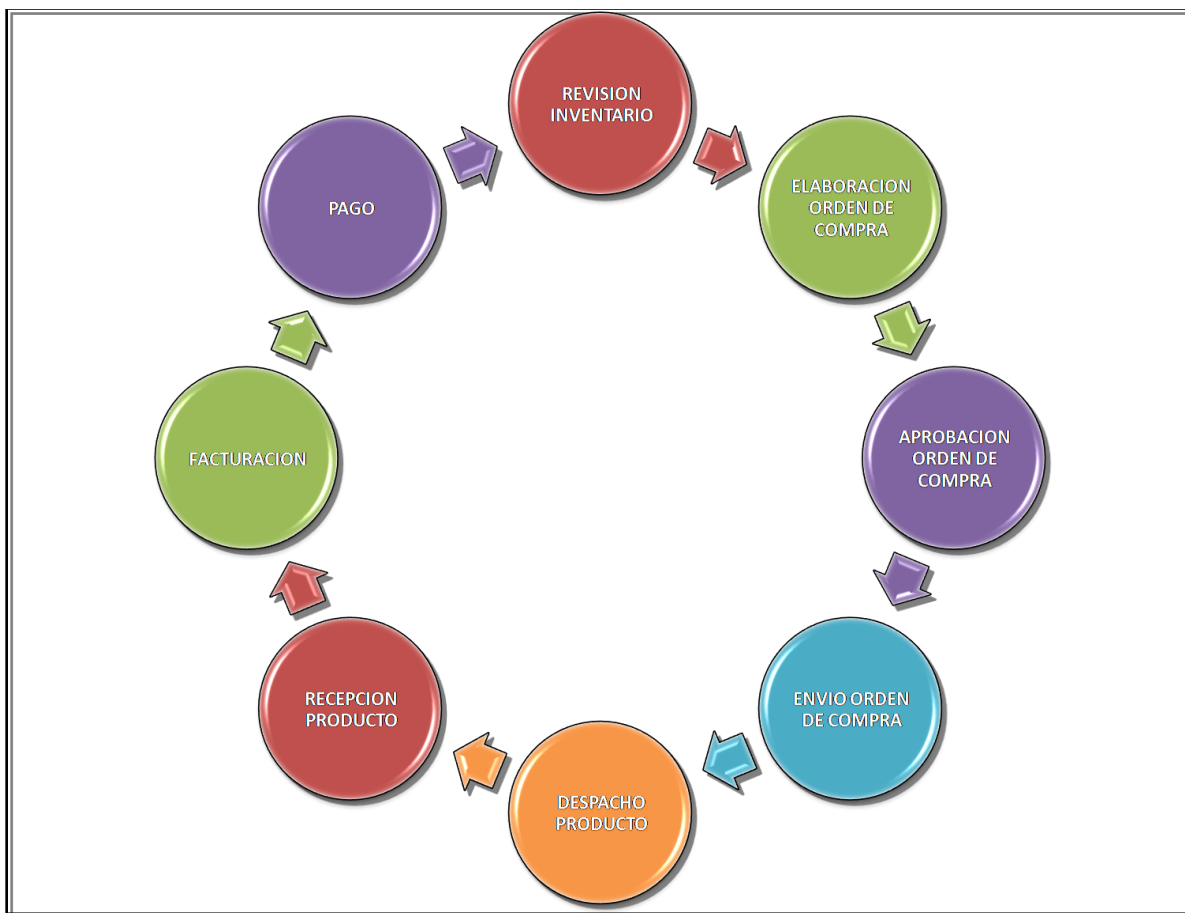 REVISION
INVENTARIO
ELABORACION
ORDEN DE
COMPRA
APROBACION
ORDEN DE
COMPRA
ENVIO ORDEN
DE COMPRA
DESPACHO
PRODUCTO
RECEPCION
PRODUCTO
FACTURACION
PAGO